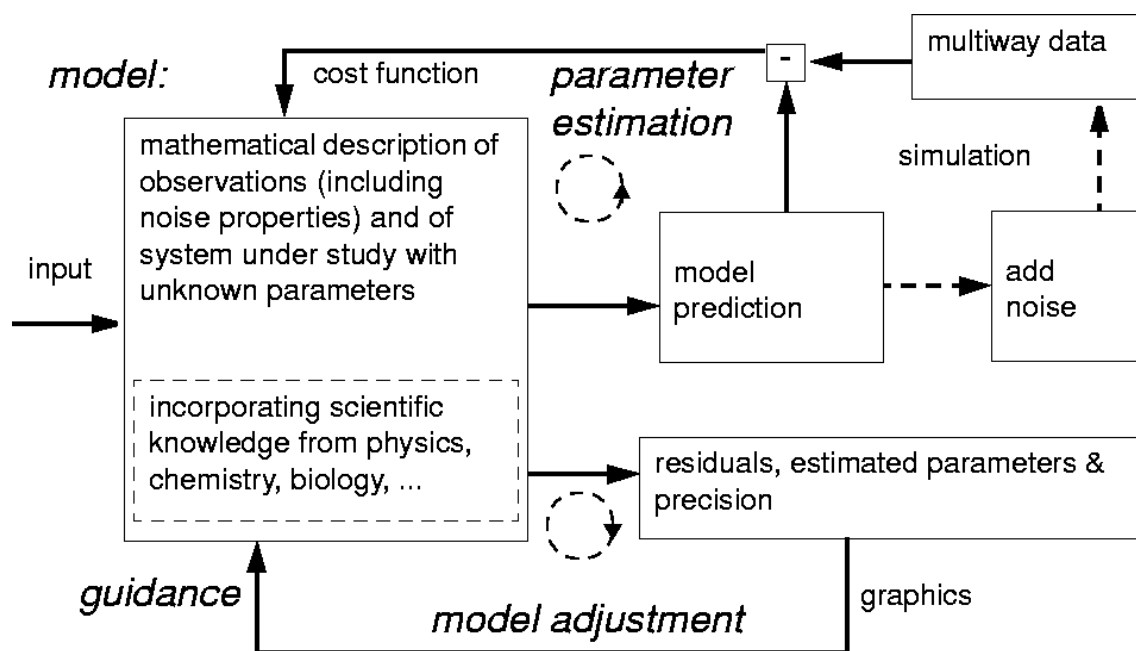 model:
cost function
parameter
estimation
-
multiway data
simulation
input
mathematical description of
observations (including
noise properties) and of
system under study with
unknown parameters
model
prediction
add
noise
incorporating scientific
knowledge from physics,
chemistry, biology, ...
residuals, estimated parameters &
precision
guidance
model adjustment
graphics